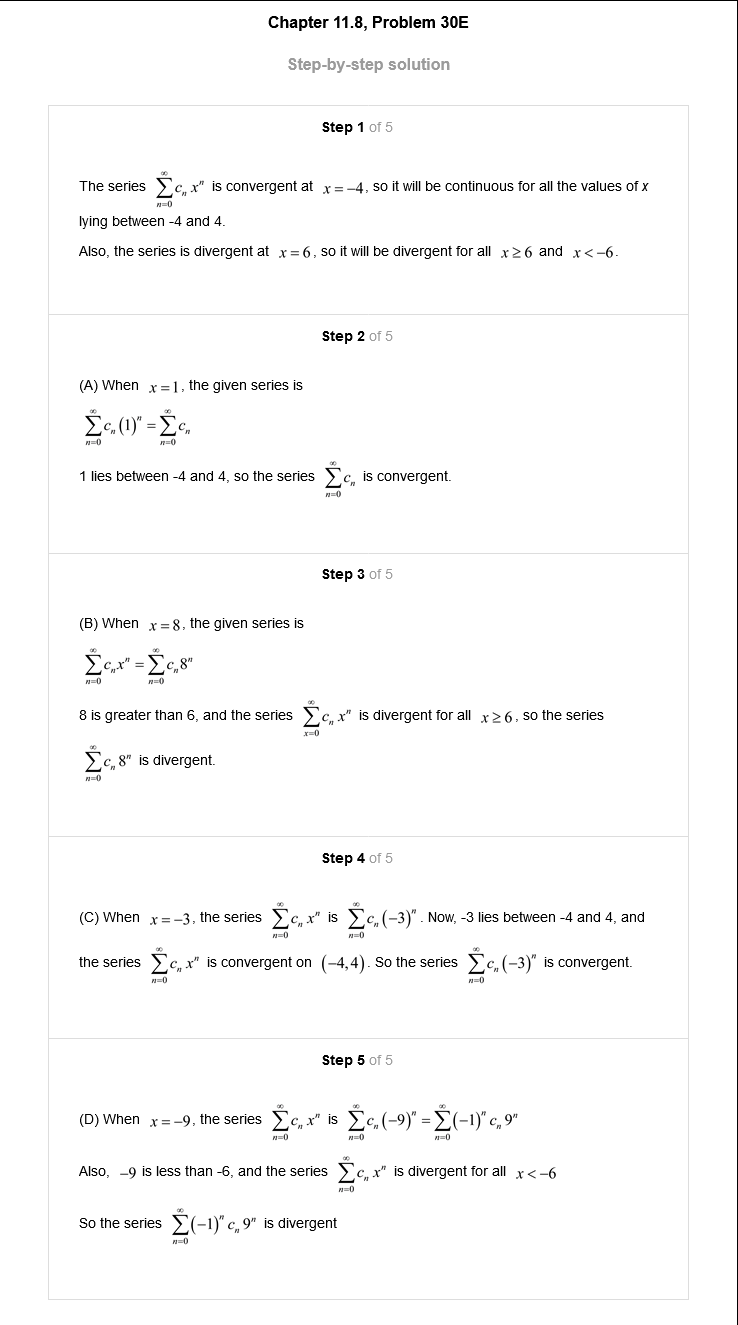 Chapter 11.8, Problem 30E
Step-by-step solution
Step 1 of 5
The series $\sum_{n=0}^{\infty} c_n x^n$ is convergent at $x = -4$, so it will be continuous for all the values of x
lying between -4 and 4.
Also, the series is divergent at $x = 6$, so it will be divergent for all $x \geq 6$ and $x < -6$.
Step 2 of 5
(A) When $x = 1$, the given series is
$\sum_{n=0}^{\infty} c_n (1)^n = \sum_{n=0}^{\infty} c_n$
1 lies between -4 and 4, so the series $\sum_{n=0}^{\infty} c_n$ is convergent.
Step 3 of 5
(B) When $x = 8$, the given series is
$\sum_{n=0}^{\infty} c_n x^n = \sum_{n=0}^{\infty} c_n 8^n$
8 is greater than 6, and the series $\sum_{x=0}^{\infty} c_n x^n$ is divergent for all $x \geq 6$, so the series
$\sum_{n=0}^{\infty} c_n 8^n$ is divergent.
Step 4 of 5
(C) When $x = -3$, the series $\sum_{n=0}^{\infty} c_n x^n$ is $\sum_{n=0}^{\infty} c_n (-3)^n$. Now, -3 lies between -4 and 4, and
the series $\sum_{n=0}^{\infty} c_n x^n$ is convergent on $(-4, 4)$. So the series $\sum_{n=0}^{\infty} c_n (-3)^n$ is convergent.
Step 5 of 5
(D) When $x = -9$, the series $\sum_{n=0}^{\infty} c_n x^n$ is $\sum_{n=0}^{\infty} c_n (-9)^n = \sum_{n=0}^{\infty} (-1)^n c_n 9^n$
Also, $-9$ is less than -6, and the series $\sum_{n=0}^{\infty} c_n x^n$ is divergent for all $x < -6$
So the series $\sum_{n=0}^{\infty} (-1)^n c_n 9^n$ is divergent